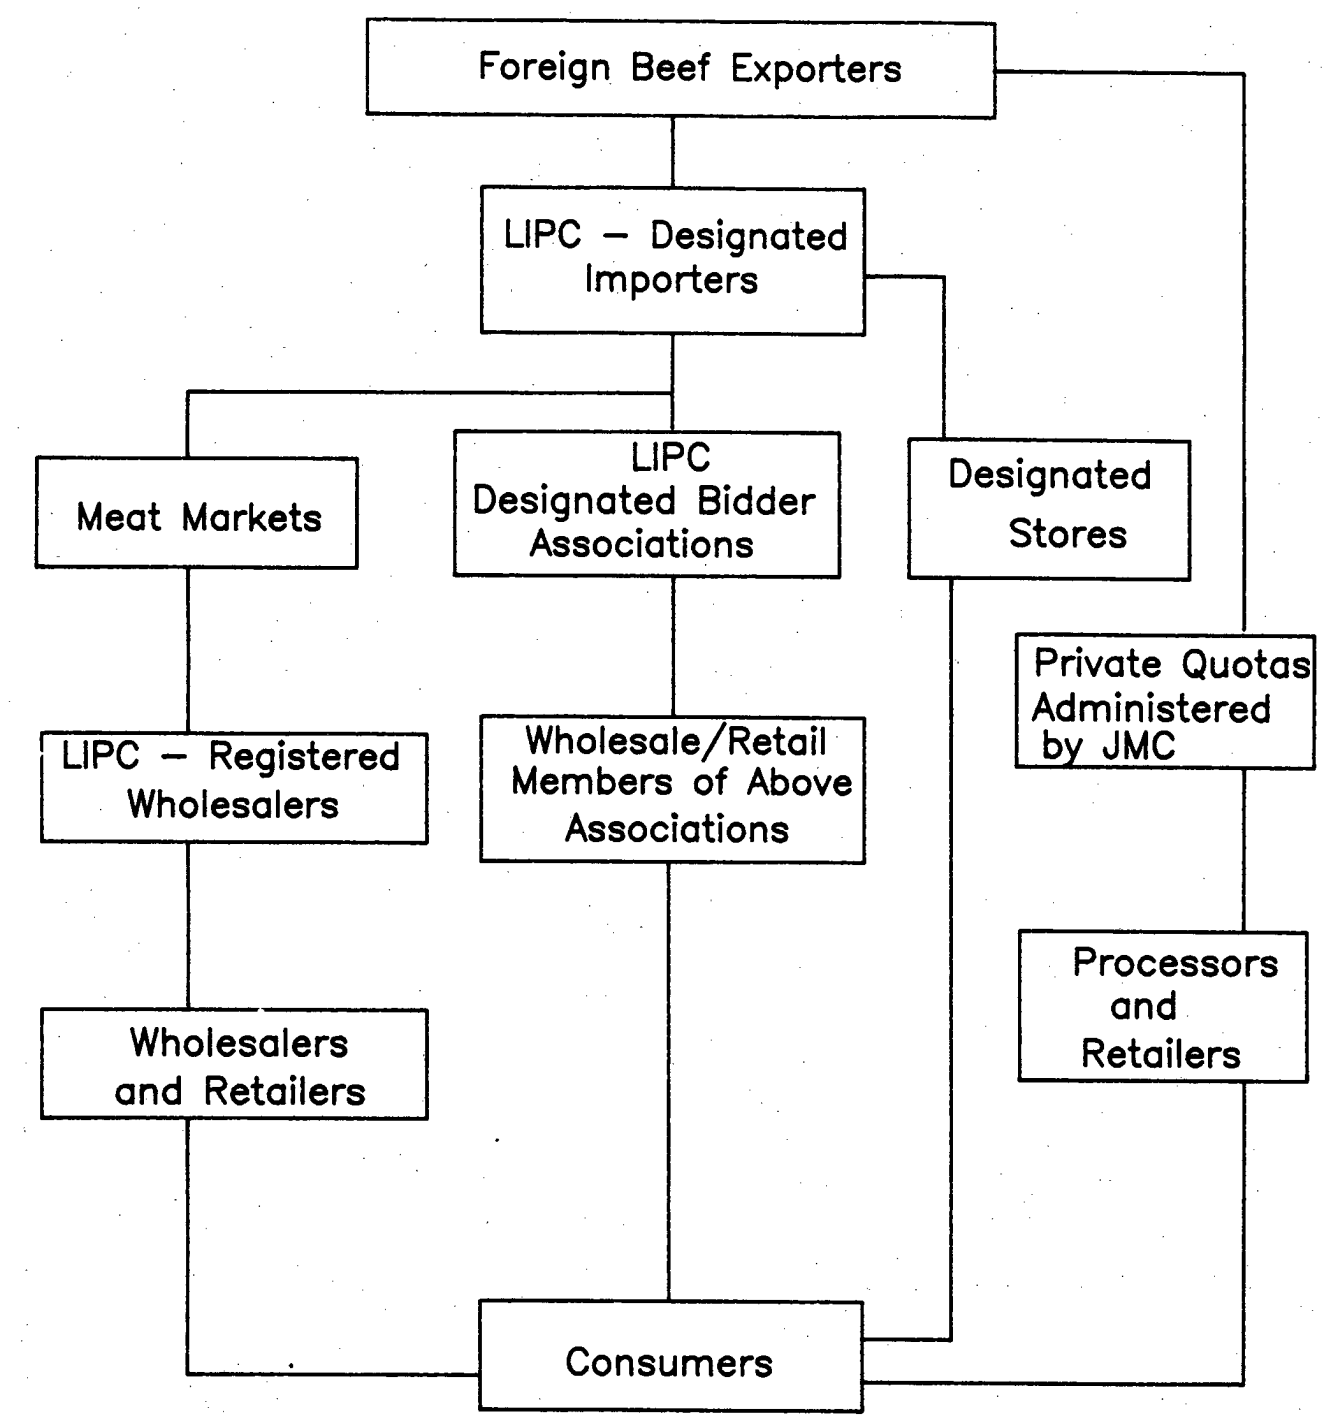 Foreign Beef Exporters
LIPC – Designated
Importers
Meat Markets
LIPC
Designated Bidder
Associations
Designated
Stores
Private Quotas
Administered
by JMC
LIPC – Registered
Wholesalers
Wholesale/Retail
Members of Above
Associations
Processors
and
Retailers
Wholesalers
and Retailers
Consumers